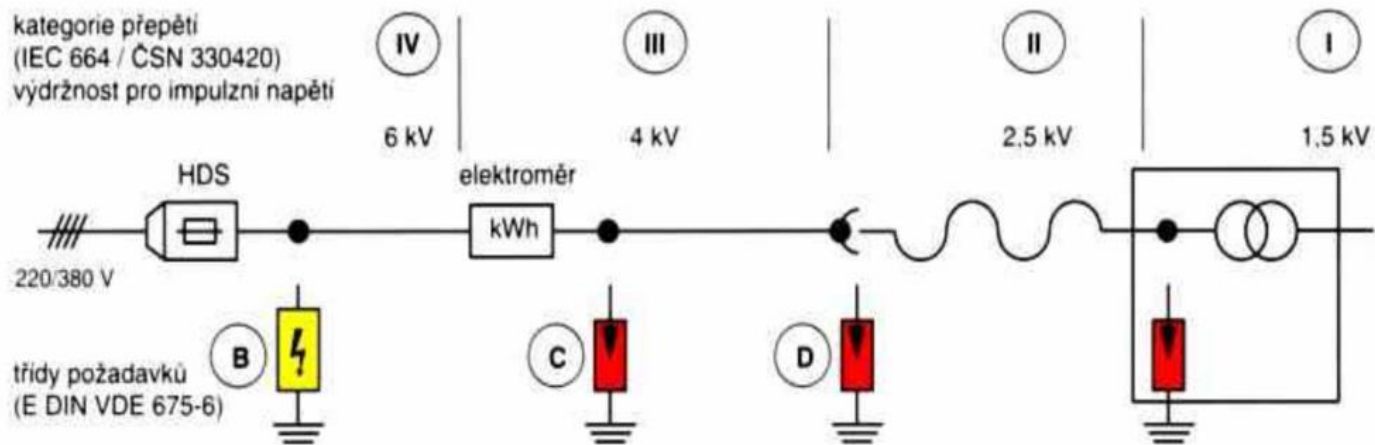 kategorie přepětí
(IEC 664 / ČSN 330420)
výdržnost pro impulzní napětí
IV
III
II
I
6 kV
4 kV
2,5 kV
1,5 kV
HDS
elektroměr
kWh
220/380 V
B
C
D
třídy požadavků
(E DIN VDE 675-6)